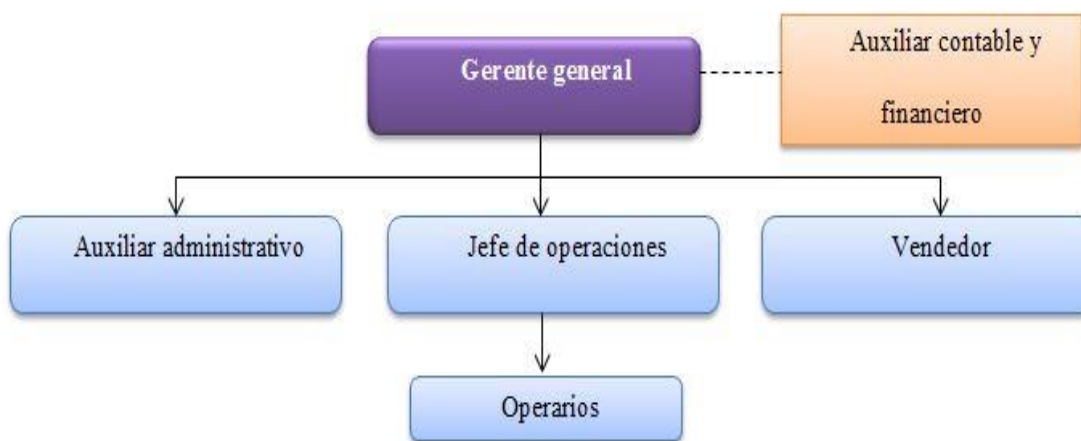 Gerente general
Auxiliar contable y
financiero
Auxiliar administrativo
Jefe de operaciones
Vendedor
Operarios